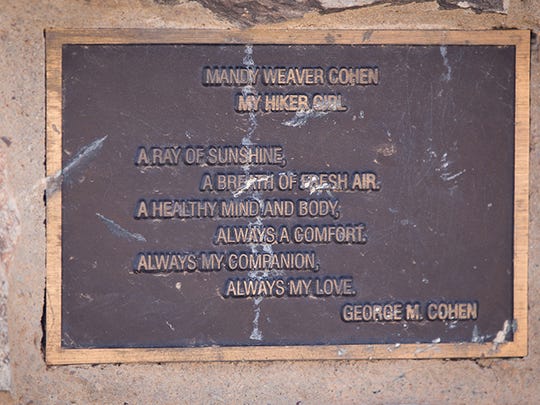 MANDY WEAVER COHEN
MY HIKER GIRL
A RAY OF SUNSHINE,
A BREATH OF FRESH AIR.
A HEALTHY MIND AND BODY,
ALWAYS A COMFORT.
ALWAYS MY COMPANION,
ALWAYS MY LOVE.
GEORGE M. COHEN